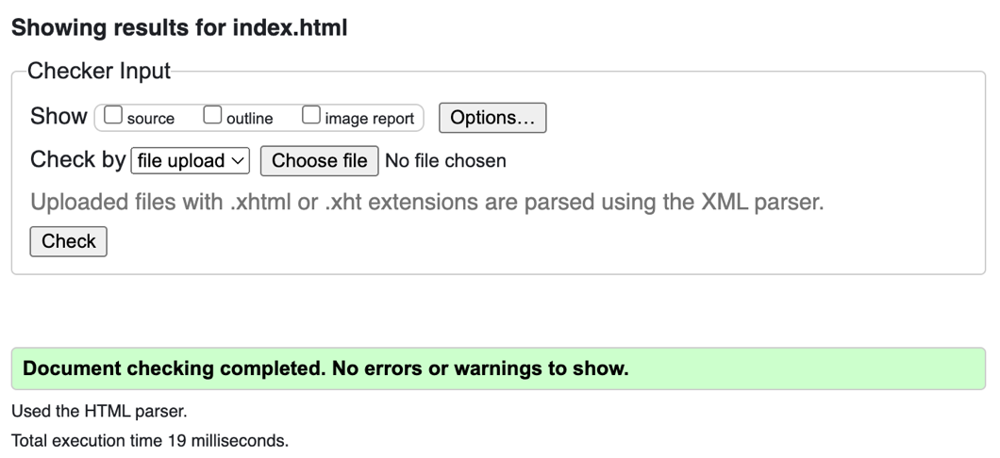 Showing results for index.html
Checker Input
Show source outline image report Options...
Check by file upload Choose file No file chosen
Uploaded files with .xhtml or .xht extensions are parsed using the XML parser.
Check
Document checking completed. No errors or warnings to show.
Used the HTML parser.
Total execution time 19 milliseconds.